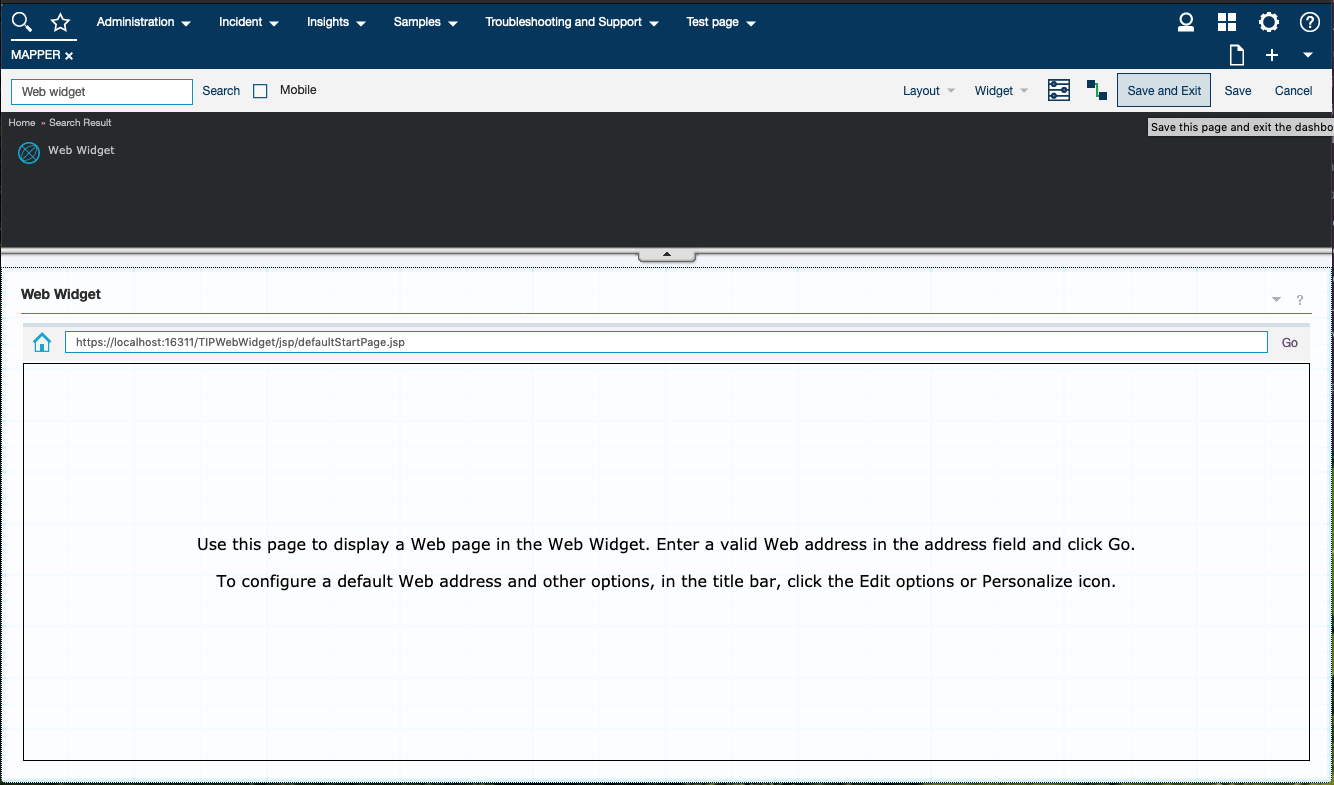 Administration Incident Insights Samples Troubleshooting and Support Test page
MAPPER ×
Web widget Search Mobile Layout Widget Save and Exit Save Cancel
Home » Search Result
Save this page and exit the dashbo
Web Widget
Web Widget
?
https://localhost:16311/TIPWebWidget/jsp/defaultStartPage.jsp Go
Use this page to display a Web page in the Web Widget. Enter a valid Web address in the address field and click Go.
To configure a default Web address and other options, in the title bar, click the Edit options or Personalize icon.